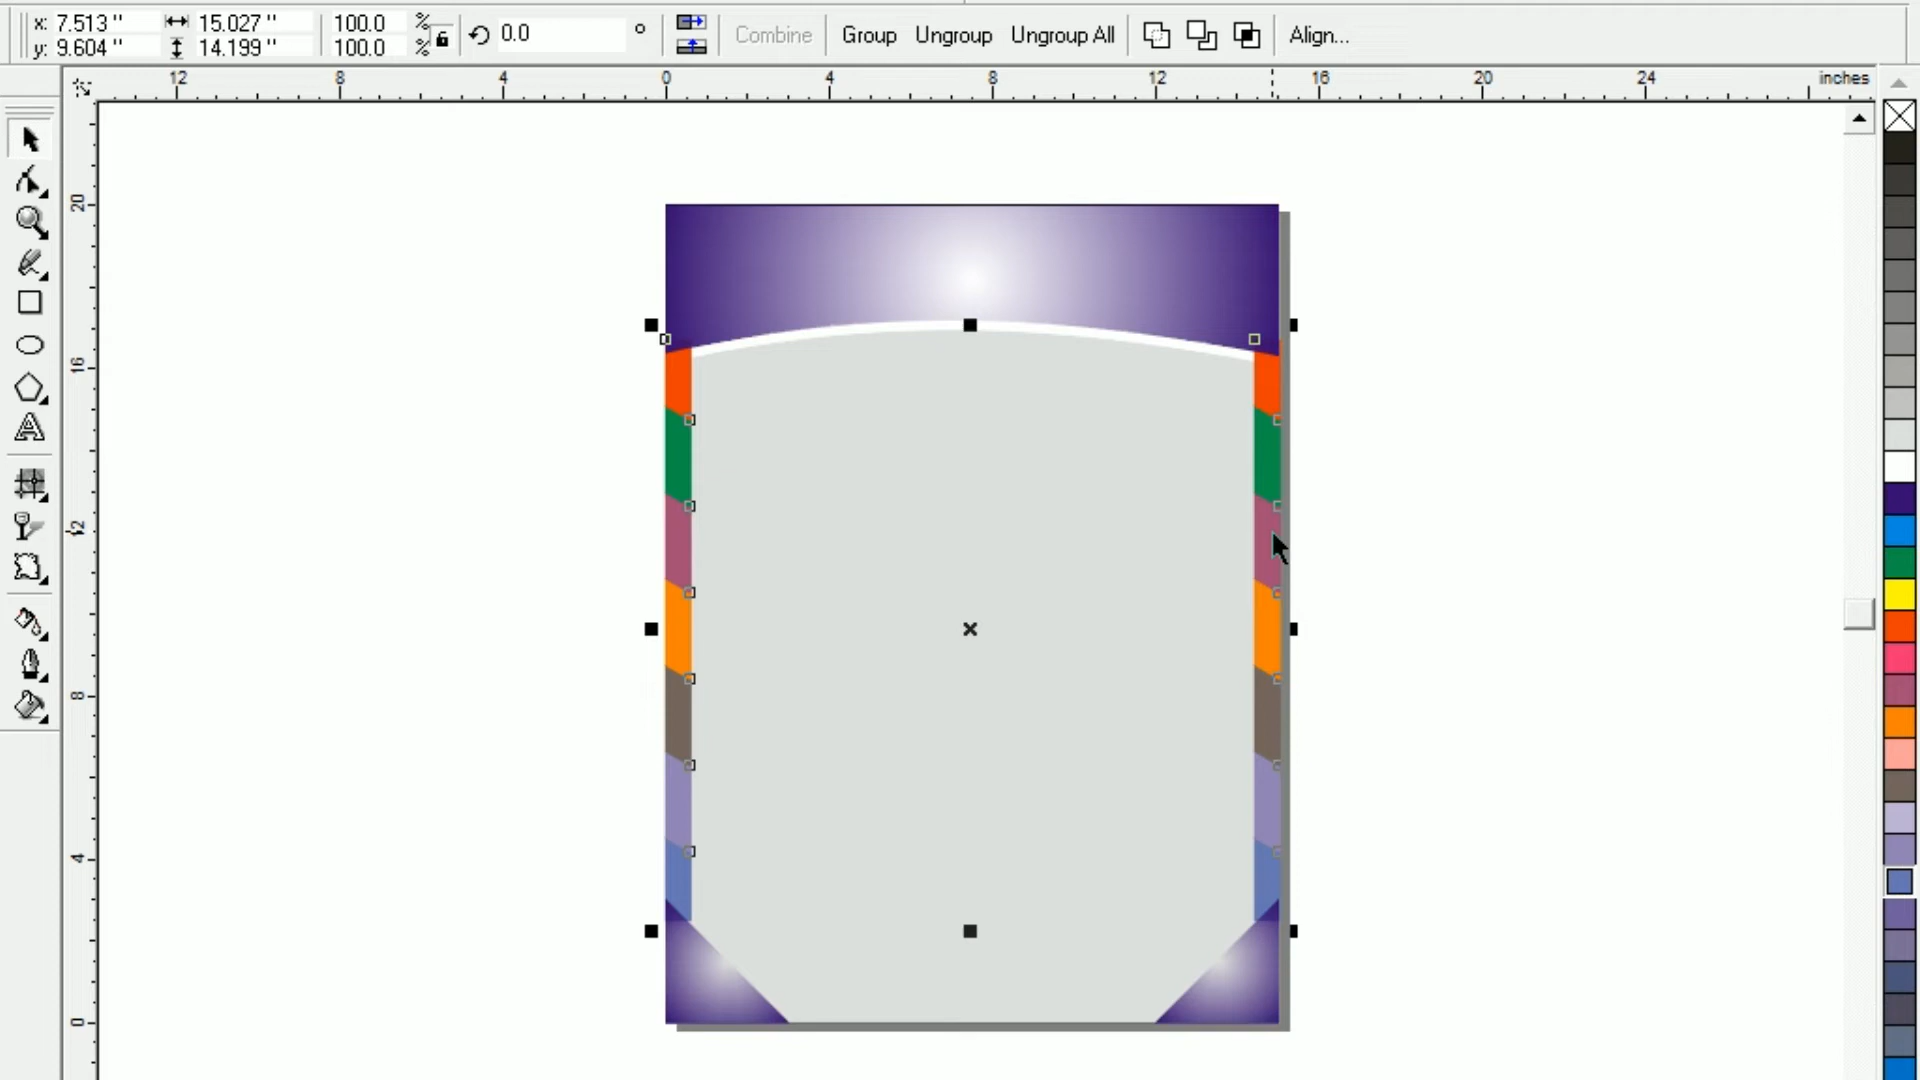 x: 7.513 " 15.027 " 100.0 % 0.0 ° Combine Group Ungroup Ungroup All Align...
y: 9.604 " 14.199 " 100.0 %
12 8 4 0 4 8 12 16 20 24 inches
20
16
12
8
4
0